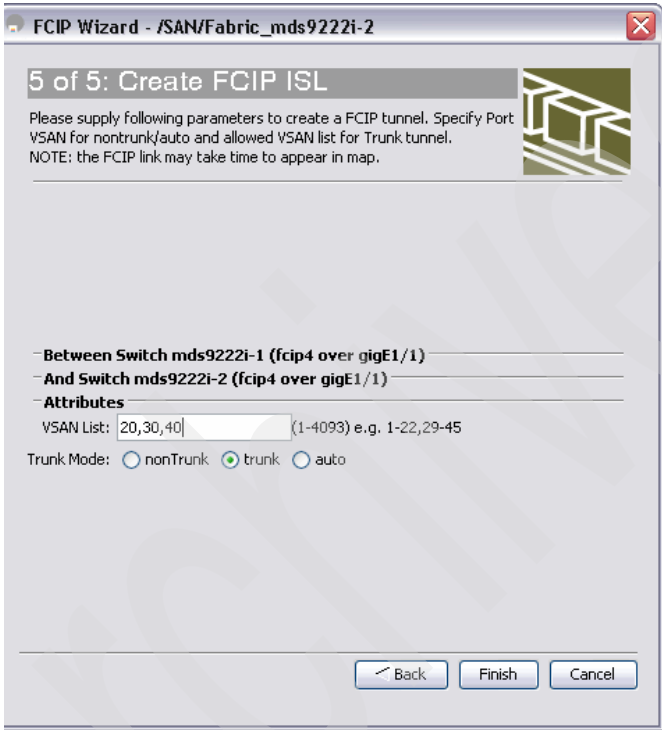 FCIP Wizard - /SAN/Fabric_mds9222i-2
5 of 5: Create FCIP ISL
Please supply following parameters to create a FCIP tunnel. Specify Port
VSAN for nontrunk/auto and allowed VSAN list for Trunk tunnel.
NOTE: the FCIP link may take time to appear in map.
Between Switch mds9222i-1 (fcip4 over gigE1/1)
And Switch mds9222i-2 (fcip4 over gigE1/1)
Attributes
VSAN List: 20,30,40 (1-4093) e.g. 1-22,29-45
Trunk Mode: nonTrunk trunk auto
< Back Finish Cancel